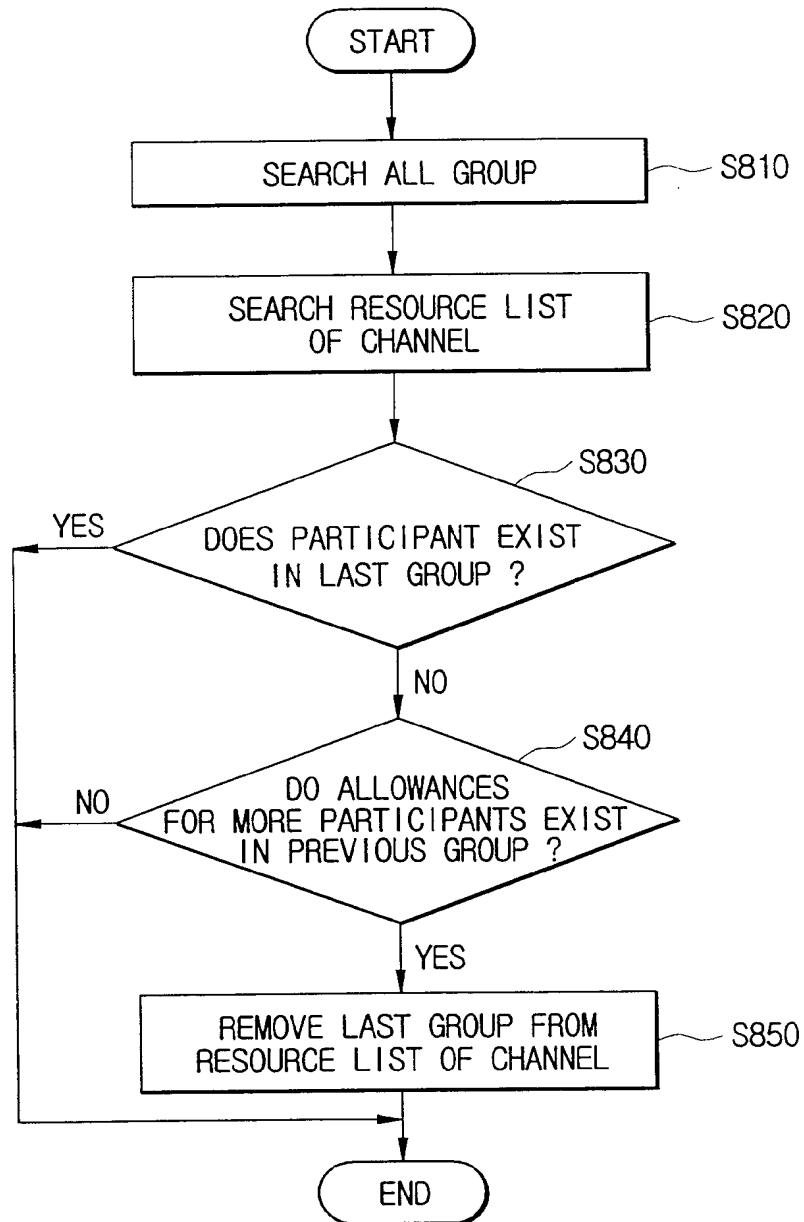 START
SEARCH ALL GROUP
S810
SEARCH RESOURCE LIST
OF CHANNEL
S820
S830
YES
DOES PARTICIPANT EXIST
IN LAST GROUP ?
NO
S840
NO
DO ALLOWANCES
FOR MORE PARTICIPANTS EXIST
IN PREVIOUS GROUP ?
YES
REMOVE LAST GROUP FROM
RESOURCE LIST OF CHANNEL
S850
END